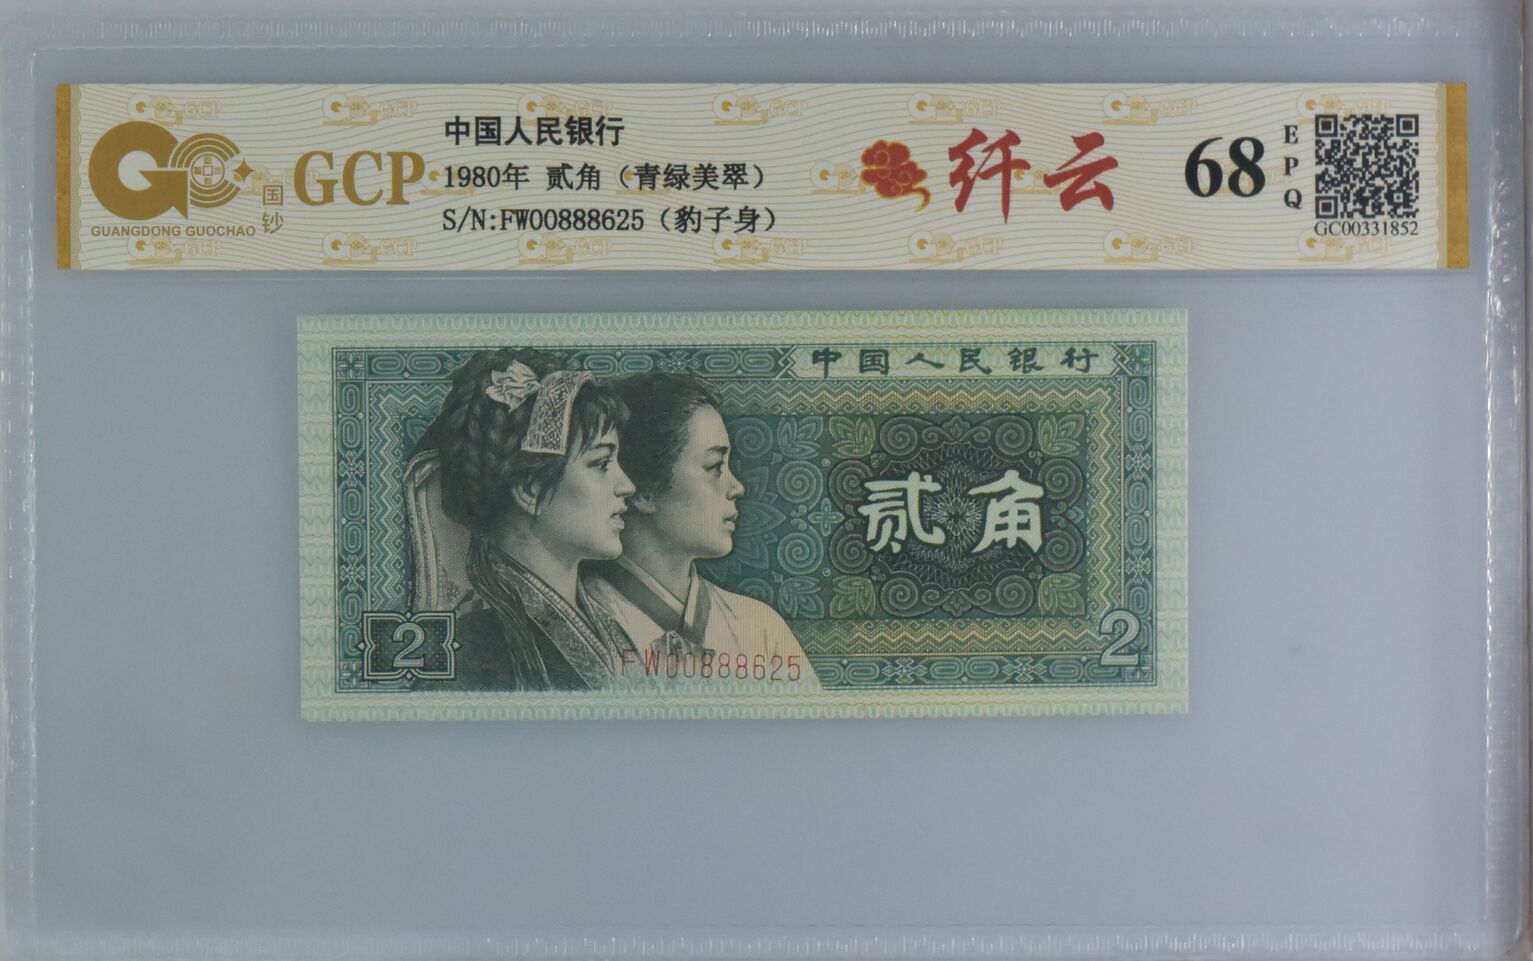 GCP
国钞
GUANGDONG GUOCHAO
中国人民银行
1980年 贰角（青绿美翠）
S/N:FW00888625（豹子身）
纤云
68
EPQ
GC00331852
中国人民银行
贰角
2
2
FW00888625